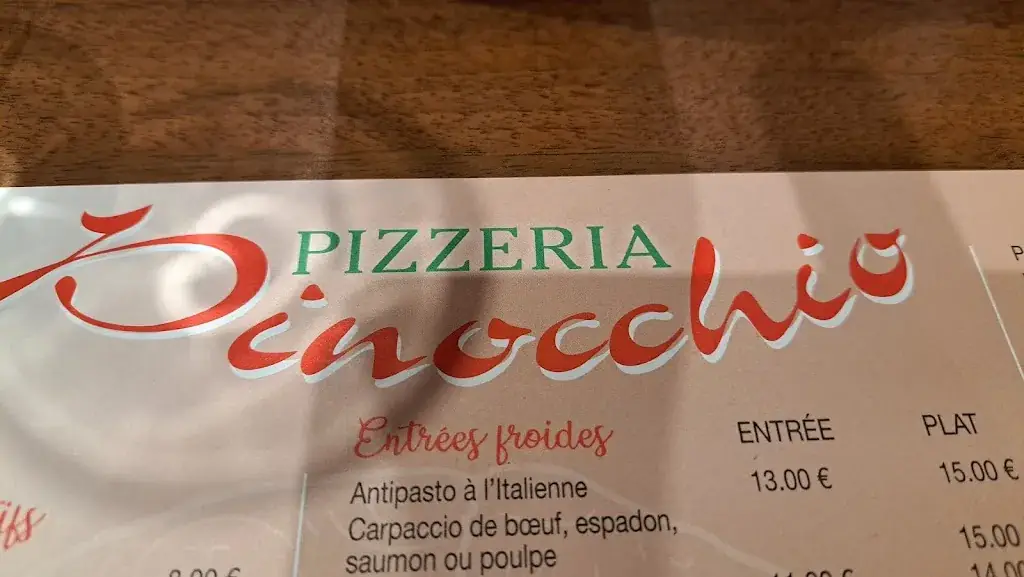 PIZZERIA
Pinocchio
Entrées froides ENTRÉE PLAT
Antipasto à l'Italienne 13.00 € 15.00 €
Carpaccio de bœuf, espadon,
saumon ou poulpe 15.00